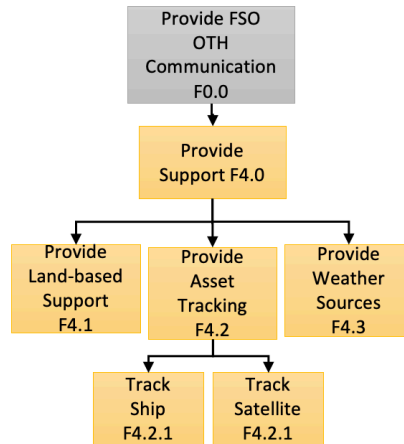 Provide FSO
OTH
Communication
F0.0
Provide
Support F4.0
Provide
Land-based
Support
F4.1
Provide
Asset
Tracking
F4.2
Provide
Weather
Sources
F4.3
Track
Ship
F4.2.1
Track
Satellite
F4.2.1